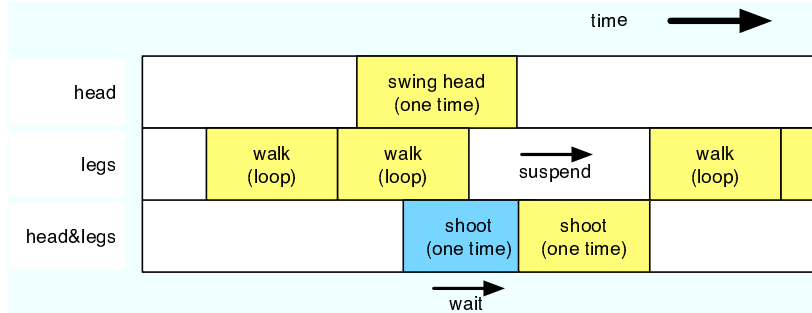 time
head
swing head
(one time)
legs
walk
(loop)
walk
(loop)
suspend
walk
(loop)
head&legs
shoot
(one time)
shoot
(one time)
wait